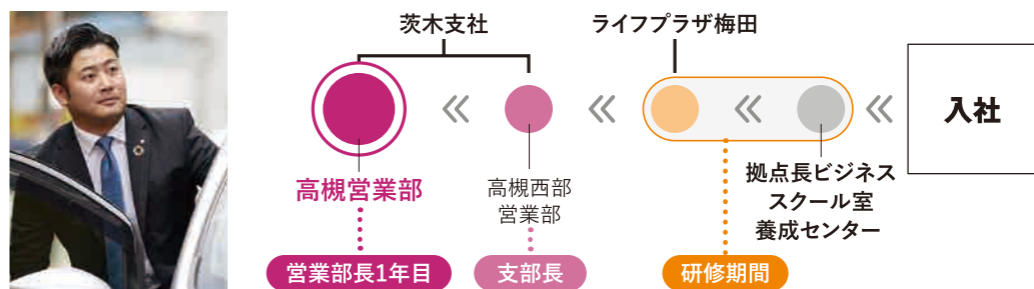 茨木支社
ライフプラザ梅田
入社
高槻営業部
高槻西部
営業部
拠点長ビジネス
スクール室
養成センター
営業部長1年目
支部長
研修期間